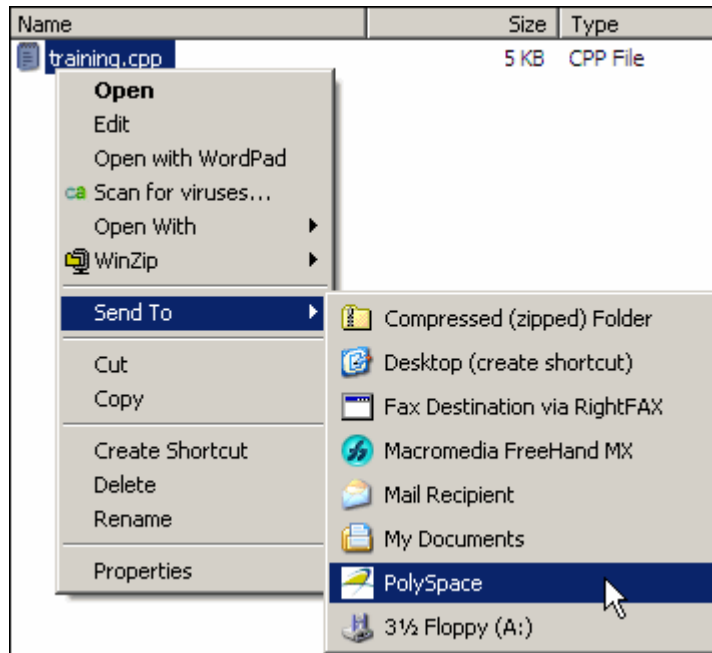 Name Size Type
training.cpp 5 KB CPP File
Open
Edit
Open with WordPad
ca Scan for viruses...
Open With
WinZip
Send To
Cut
Copy
Create Shortcut
Delete
Rename
Properties
Compressed (zipped) Folder
Desktop (create shortcut)
Fax Destination via RightFAX
Macromedia FreeHand MX
Mail Recipient
My Documents
PolySpace
3½ Floppy (A:)